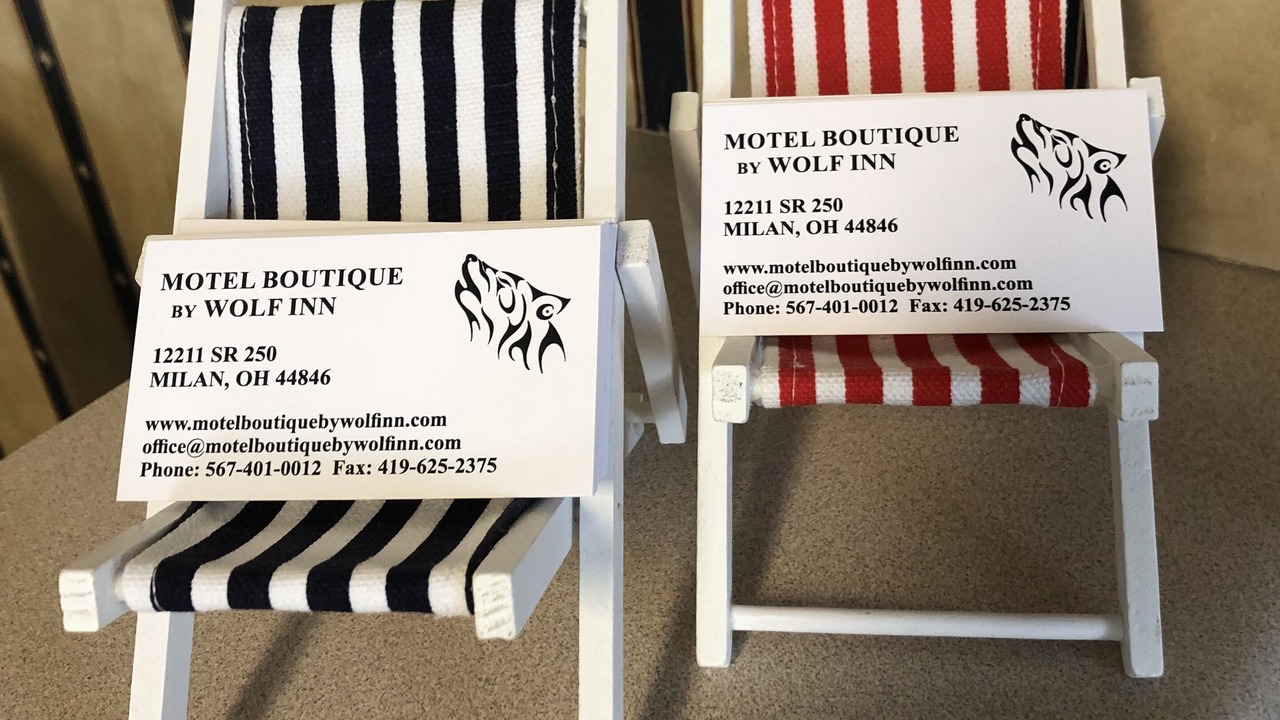 MOTEL BOUTIQUE
BY WOLF INN
12211 SR 250
MILAN, OH 44846
www.motelboutiquebywolfinn.com
office@motelboutiquebywolfinn.com
Phone: 567-401-0012 Fax: 419-625-2375
MOTEL BOUTIQUE
BY WOLF INN
12211 SR 250
MILAN, OH 44846
www.motelboutiquebywolfinn.com
office@motelboutiquebywolfinn.com
Phone: 567-401-0012 Fax: 419-625-2375